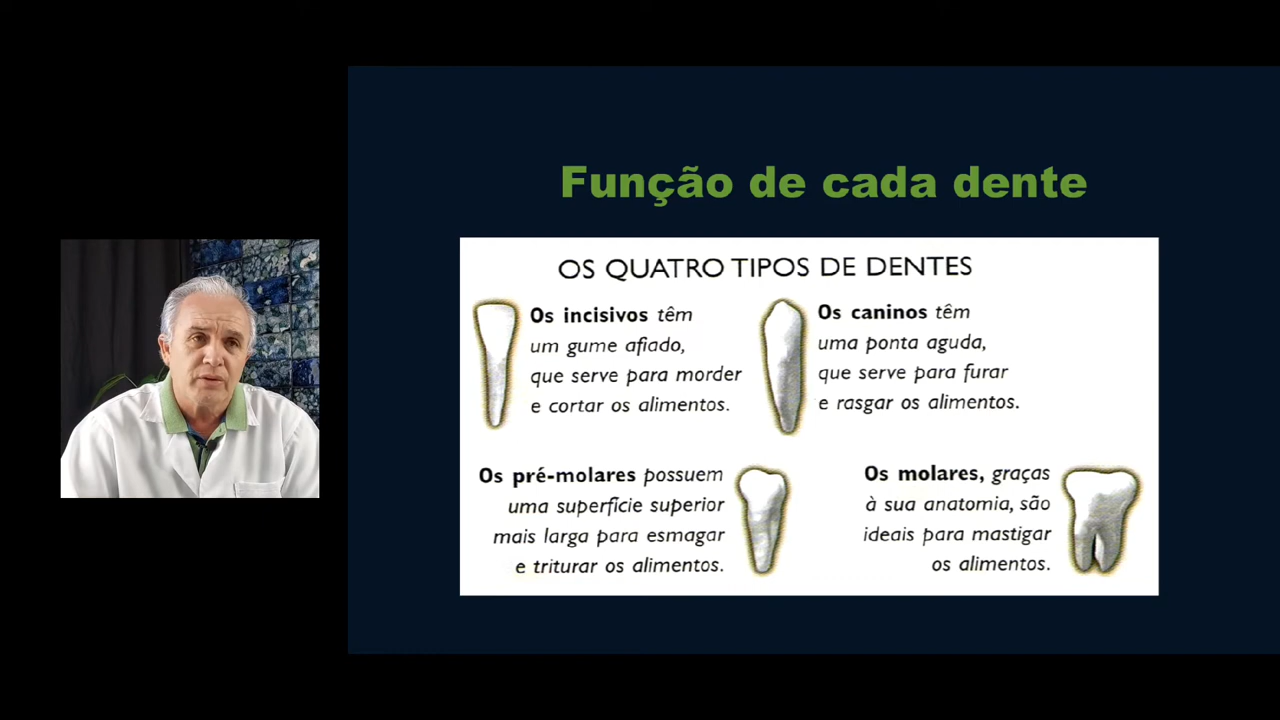 Função de cada dente
OS QUATRO TIPOS DE DENTES
Os incisivos têm
um gume afiado,
que serve para morder
e cortar os alimentos.
Os caninos têm
uma ponta aguda,
que serve para furar
e rasgar os alimentos.
Os pré-molares possuem
uma superfície superior
mais larga para esmagar
e triturar os alimentos.
Os molares, graças
à sua anatomia, são
ideais para mastigar
os alimentos.